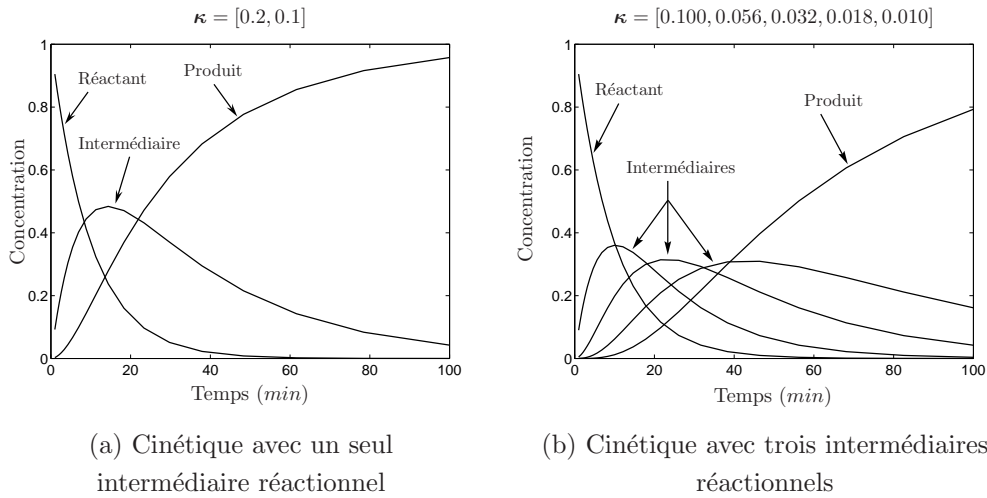 κ = [0.2, 0.1]
1
0.8
0.6
0.4
0.2
0
0
20
40
60
80
100
Concentration
Temps (min)
Réactant
Produit
Intermédiaire
(a) Cinétique avec un seul
intermédiaire réactionnel
κ = [0.100, 0.056, 0.032, 0.018, 0.010]
1
0.8
0.6
0.4
0.2
0
0
20
40
60
80
100
Concentration
Temps (min)
Réactant
Produit
Intermédiaires
(b) Cinétique avec trois intermédiaires
réactionnels